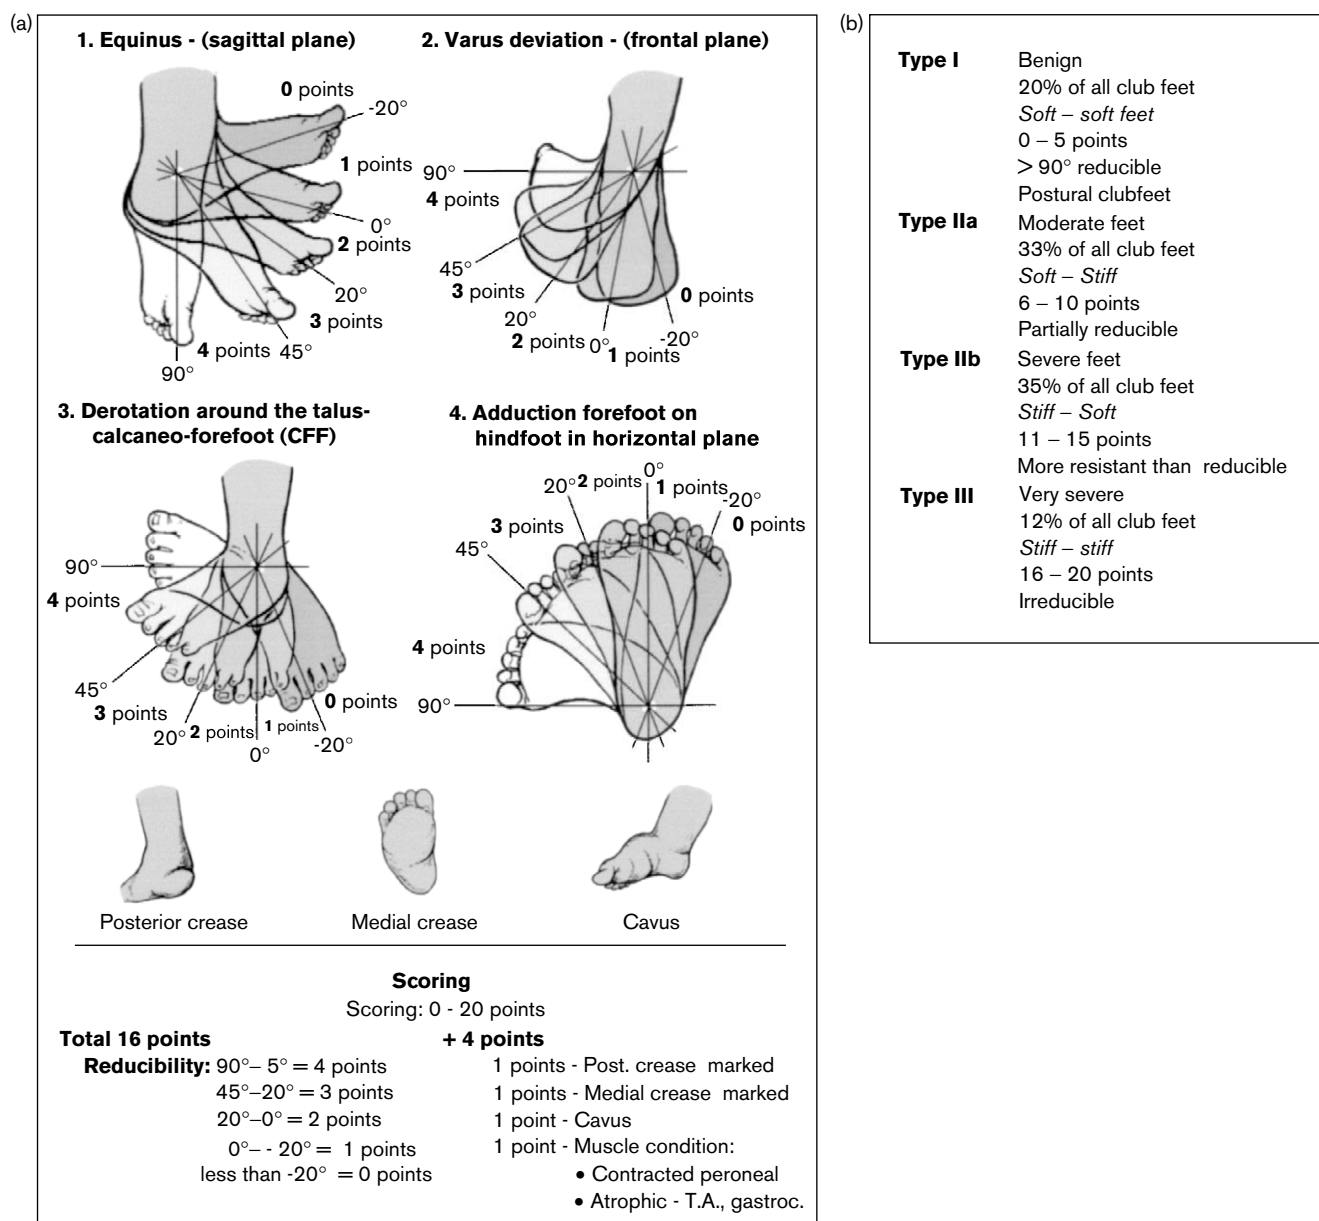 (a)
1. Equinus - (sagittal plane)
0 points
-20°
1 points
0°
2 points
20°
3 points
45°
4 points
90°
2. Varus deviation - (frontal plane)
90°
4 points
45°
3 points
20°
2 points
0°
1 points
-20°
0 points
3. Derotation around the talus-
calcaneo-forefoot (CFF)
90°
4 points
45°
3 points
20°
2 points
0°
1 points
-20°
0 points
4. Adduction forefoot on
hindfoot in horizontal plane
0°
20°
2 points
1 points
-20°
0 points
3 points
45°
4 points
90°
Posterior crease
Medial crease
Cavus
Scoring
Scoring: 0 - 20 points
Total 16 points
Reducibility: 90°– 5° = 4 points
45°–20° = 3 points
20°–0° = 2 points
0°– - 20° = 1 points
less than -20° = 0 points
+ 4 points
1 points - Post. crease marked
1 points - Medial crease marked
1 point - Cavus
1 point - Muscle condition:
• Contracted peroneal
• Atrophic - T.A., gastroc.
(b)
Type I Benign
20% of all club feet
Soft – soft feet
0 – 5 points
> 90° reducible
Postural clubfeet
Type IIa Moderate feet
33% of all club feet
Soft – Stiff
6 – 10 points
Partially reducible
Type IIb Severe feet
35% of all club feet
Stiff – Soft
11 – 15 points
More resistant than reducible
Type III Very severe
12% of all club feet
Stiff – stiff
16 – 20 points
Irreducible